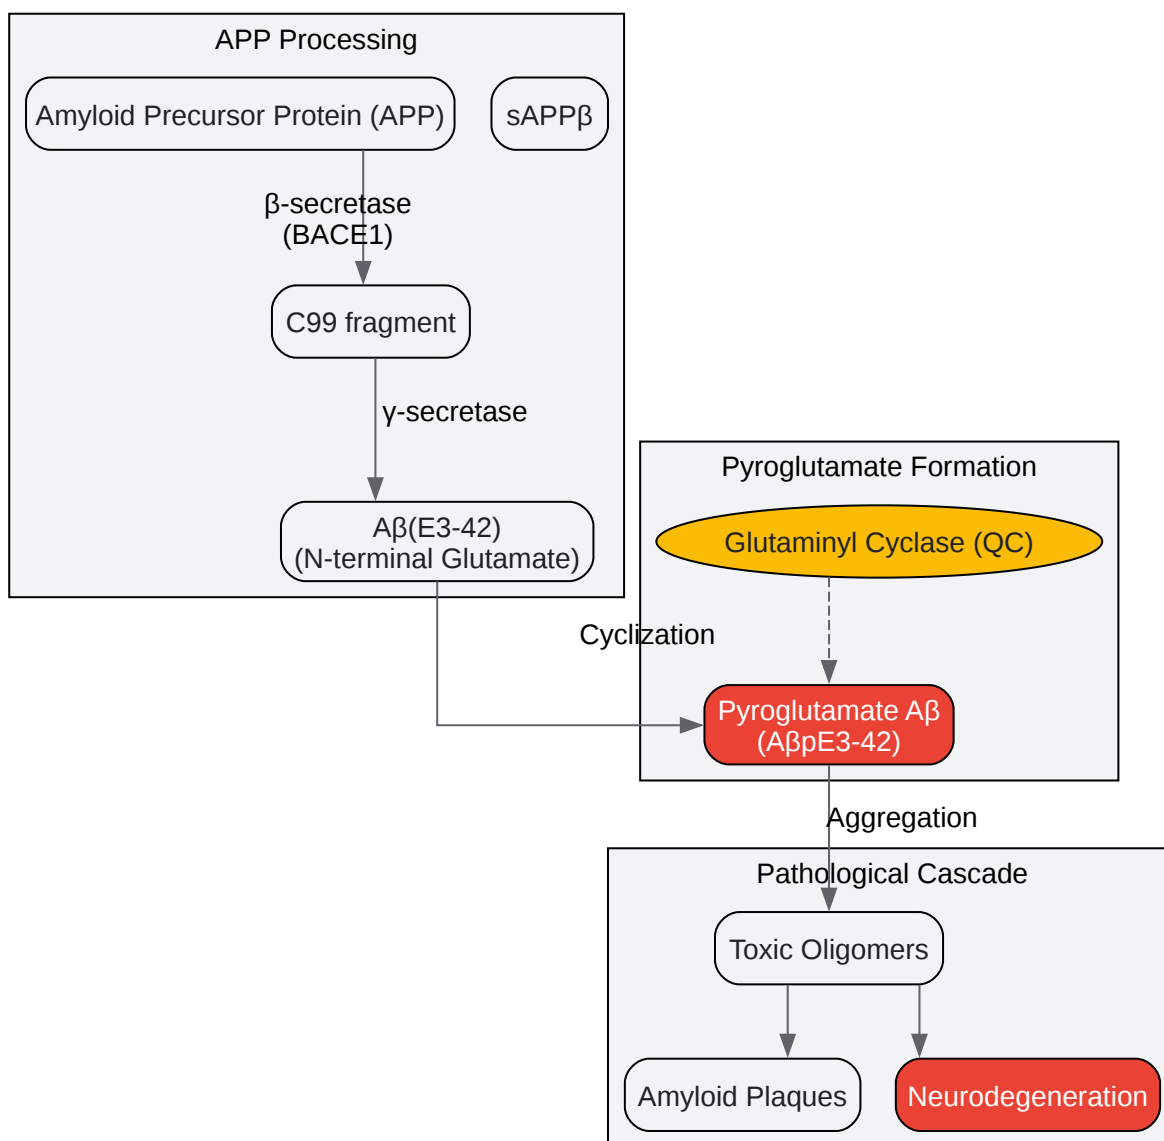 APP Processing
Amyloid Precursor Protein (APP)
sAPPβ
β-secretase
(BACE1)
C99 fragment
γ-secretase
Aβ(E3-42)
(N-terminal Glutamate)
Pyroglutamate Formation
Glutaminyl Cyclase (QC)
Cyclization
Pyroglutamate Aβ
(AβpE3-42)
Aggregation
Pathological Cascade
Toxic Oligomers
Amyloid Plaques
Neurodegeneration